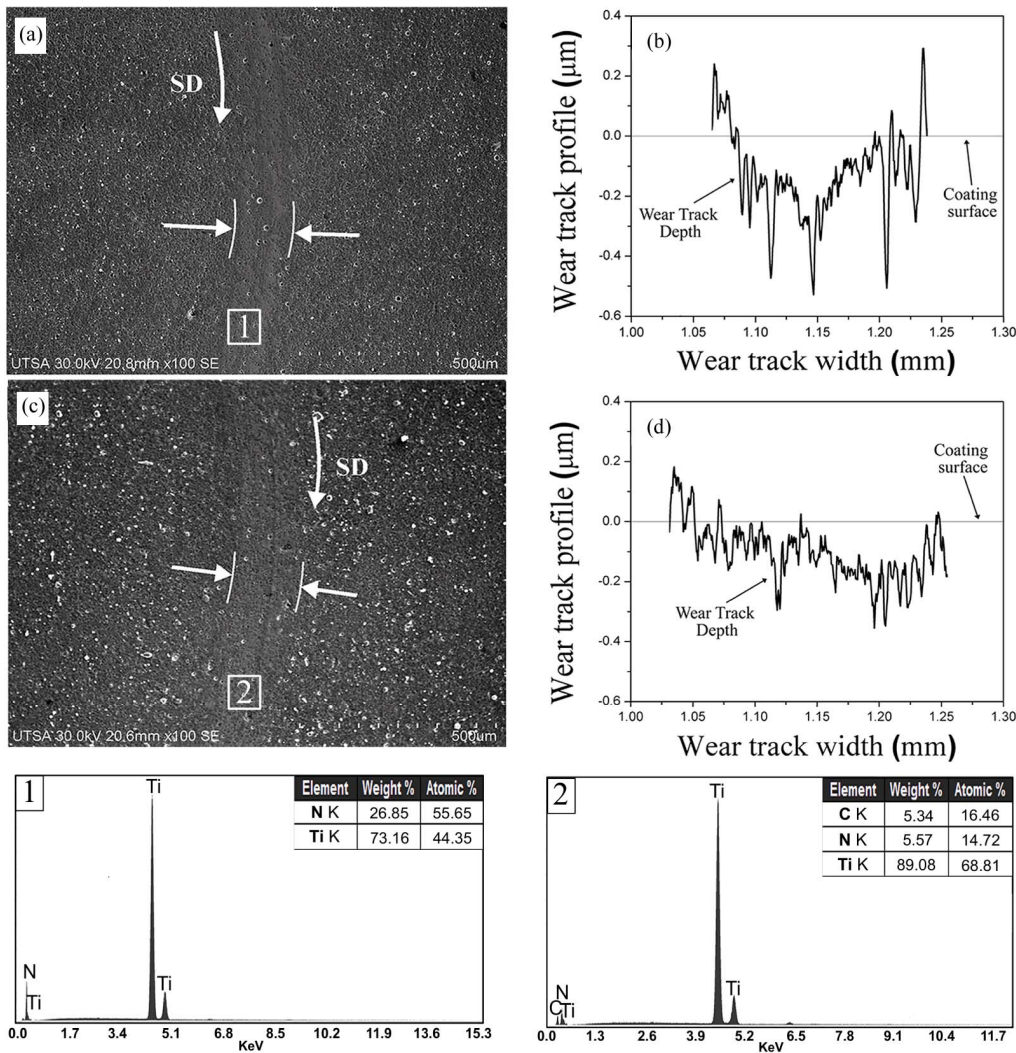 (a)
SD
1
UTSA 30.0kV 20.8mm x100 SE 500um
(b)
Wear track profile (μm)
0.4
0.2
0.0
-0.2
-0.4
-0.6
Wear Track
Depth
Coating
surface
1.00 1.05 1.10 1.15 1.20 1.25 1.30
Wear track width (mm)
(c)
SD
2
UTSA 30.0kV 20.6mm x100 SE 500um
(d)
Wear track profile (μm)
0.4
0.2
0.0
-0.2
-0.4
-0.6
Coating
surface
Wear Track
Depth
1.00 1.05 1.10 1.15 1.20 1.25 1.30
Wear track width (mm)
1
Ti
Element Weight % Atomic %
N K 26.85 55.65
Ti K 73.16 44.35
N
Ti
Ti
0.0 1.7 3.4 5.1 6.8 8.5 10.2 11.9 13.6 15.3
KeV
2
Ti
Element Weight % Atomic %
C K 5.34 16.46
N K 5.57 14.72
Ti K 89.08 68.81
Ti
N
C Ti
0.0 1.3 2.6 3.9 5.2 6.5 7.8 9.1 10.4 11.7
KeV